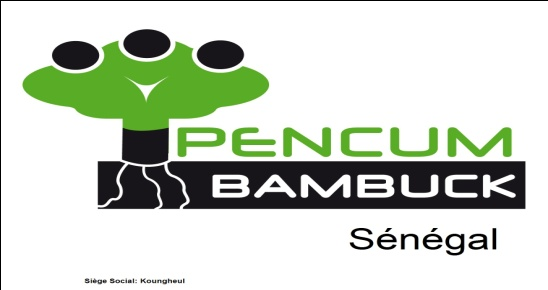 PENCUM
BAMBUCK
Sénégal
Siège Social: Koungheul